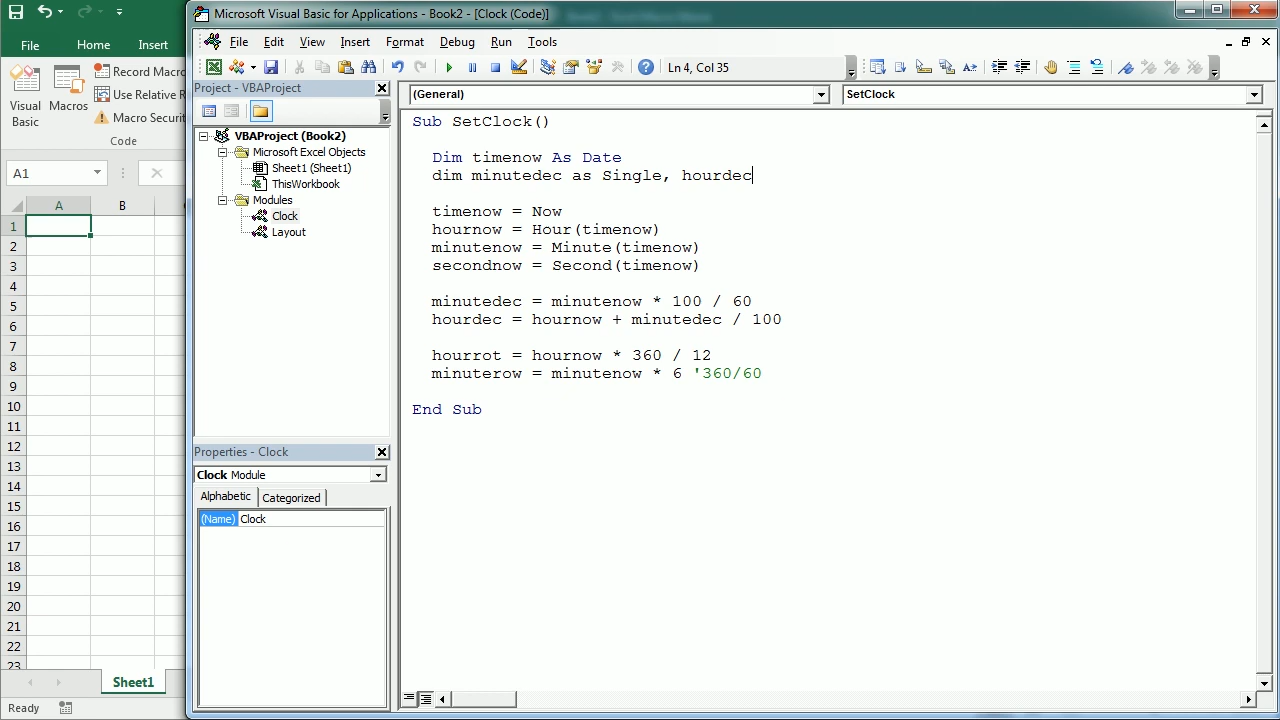 Microsoft Visual Basic for Applications - Book2 - [Clock (Code)]
File Home Insert
Record Macro
Use Relative R
Macro Securit
Visual Basic
Macros
Code
A1
A B
1
2
3
4
5
6
7
8
9
10
11
12
13
14
15
16
17
18
19
20
21
22
23
Sheet1
Ready
File Edit View Insert Format Debug Run Tools
Ln 4, Col 35
Project - VBAProject
VBAProject (Book2)
Microsoft Excel Objects
Sheet1 (Sheet1)
ThisWorkbook
Modules
Clock
Layout
Properties - Clock
Clock Module
Alphabetic Categorized
(Name) Clock
(General) SetClock
Sub SetClock()
Dim timenow As Date
dim minutedec as Single, hourdec
timenow = Now
hournow = Hour(timenow)
minutenow = Minute(timenow)
secondnow = Second(timenow)
minutedec = minutenow * 100 / 60
hourdec = hournow + minutedec / 100
hourrot = hournow * 360 / 12
minuterow = minutenow * 6 '360/60
End Sub